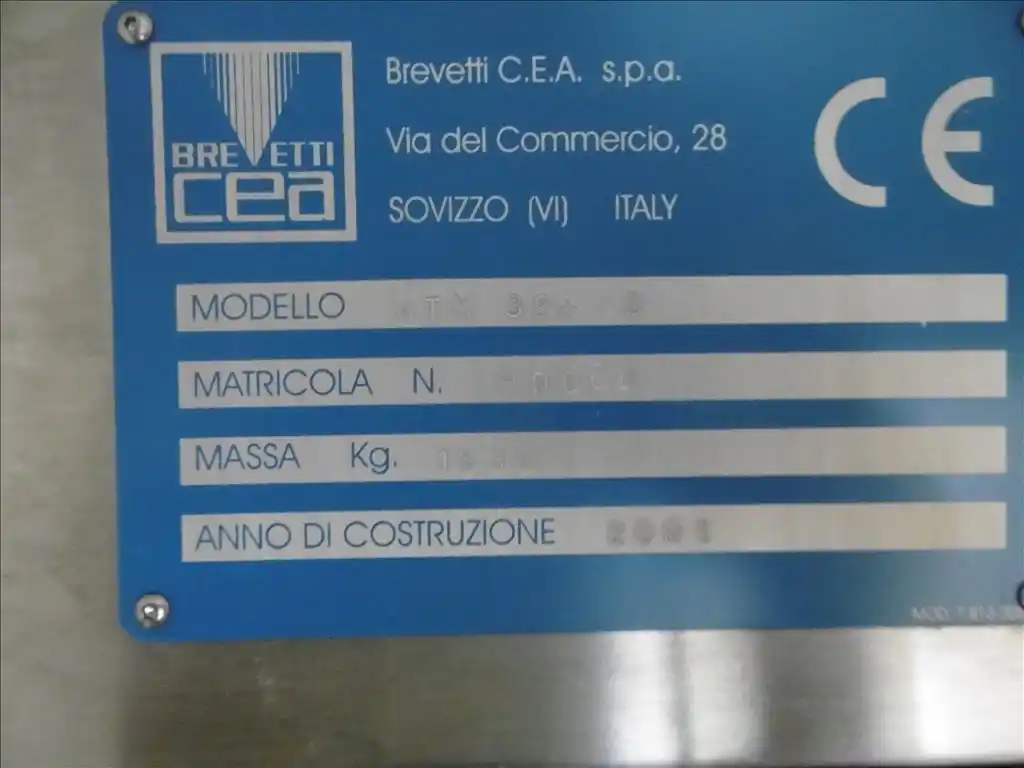 BREVETTI
cea
Brevetti C.E.A. s.p.a.
Via del Commercio, 28
SOVIZZO (VI) ITALY
CE
MODELLO
MATRICOLA N.
MASSA Kg.
ANNO DI COSTRUZIONE